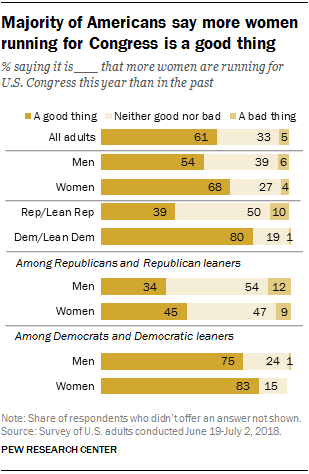 Majority of Americans say more women
running for Congress is a good thing
% saying it is ___ that more women are running for
U.S. Congress this year than in the past
A good thing Neither good nor bad A bad thing
All adults 61 33 5
Men 54 39 6
Women 68 27 4
Rep/Lean Rep 39 50 10
Dem/Lean Dem 80 19 1
Among Republicans and Republican leaners
Men 34 54 12
Women 45 47 9
Among Democrats and Democratic leaners
Men 75 24 1
Women 83 15
Note: Share of respondents who didn't offer an answer not shown.
Source: Survey of U.S. adults conducted June 19-July 2, 2018.
PEW RESEARCH CENTER